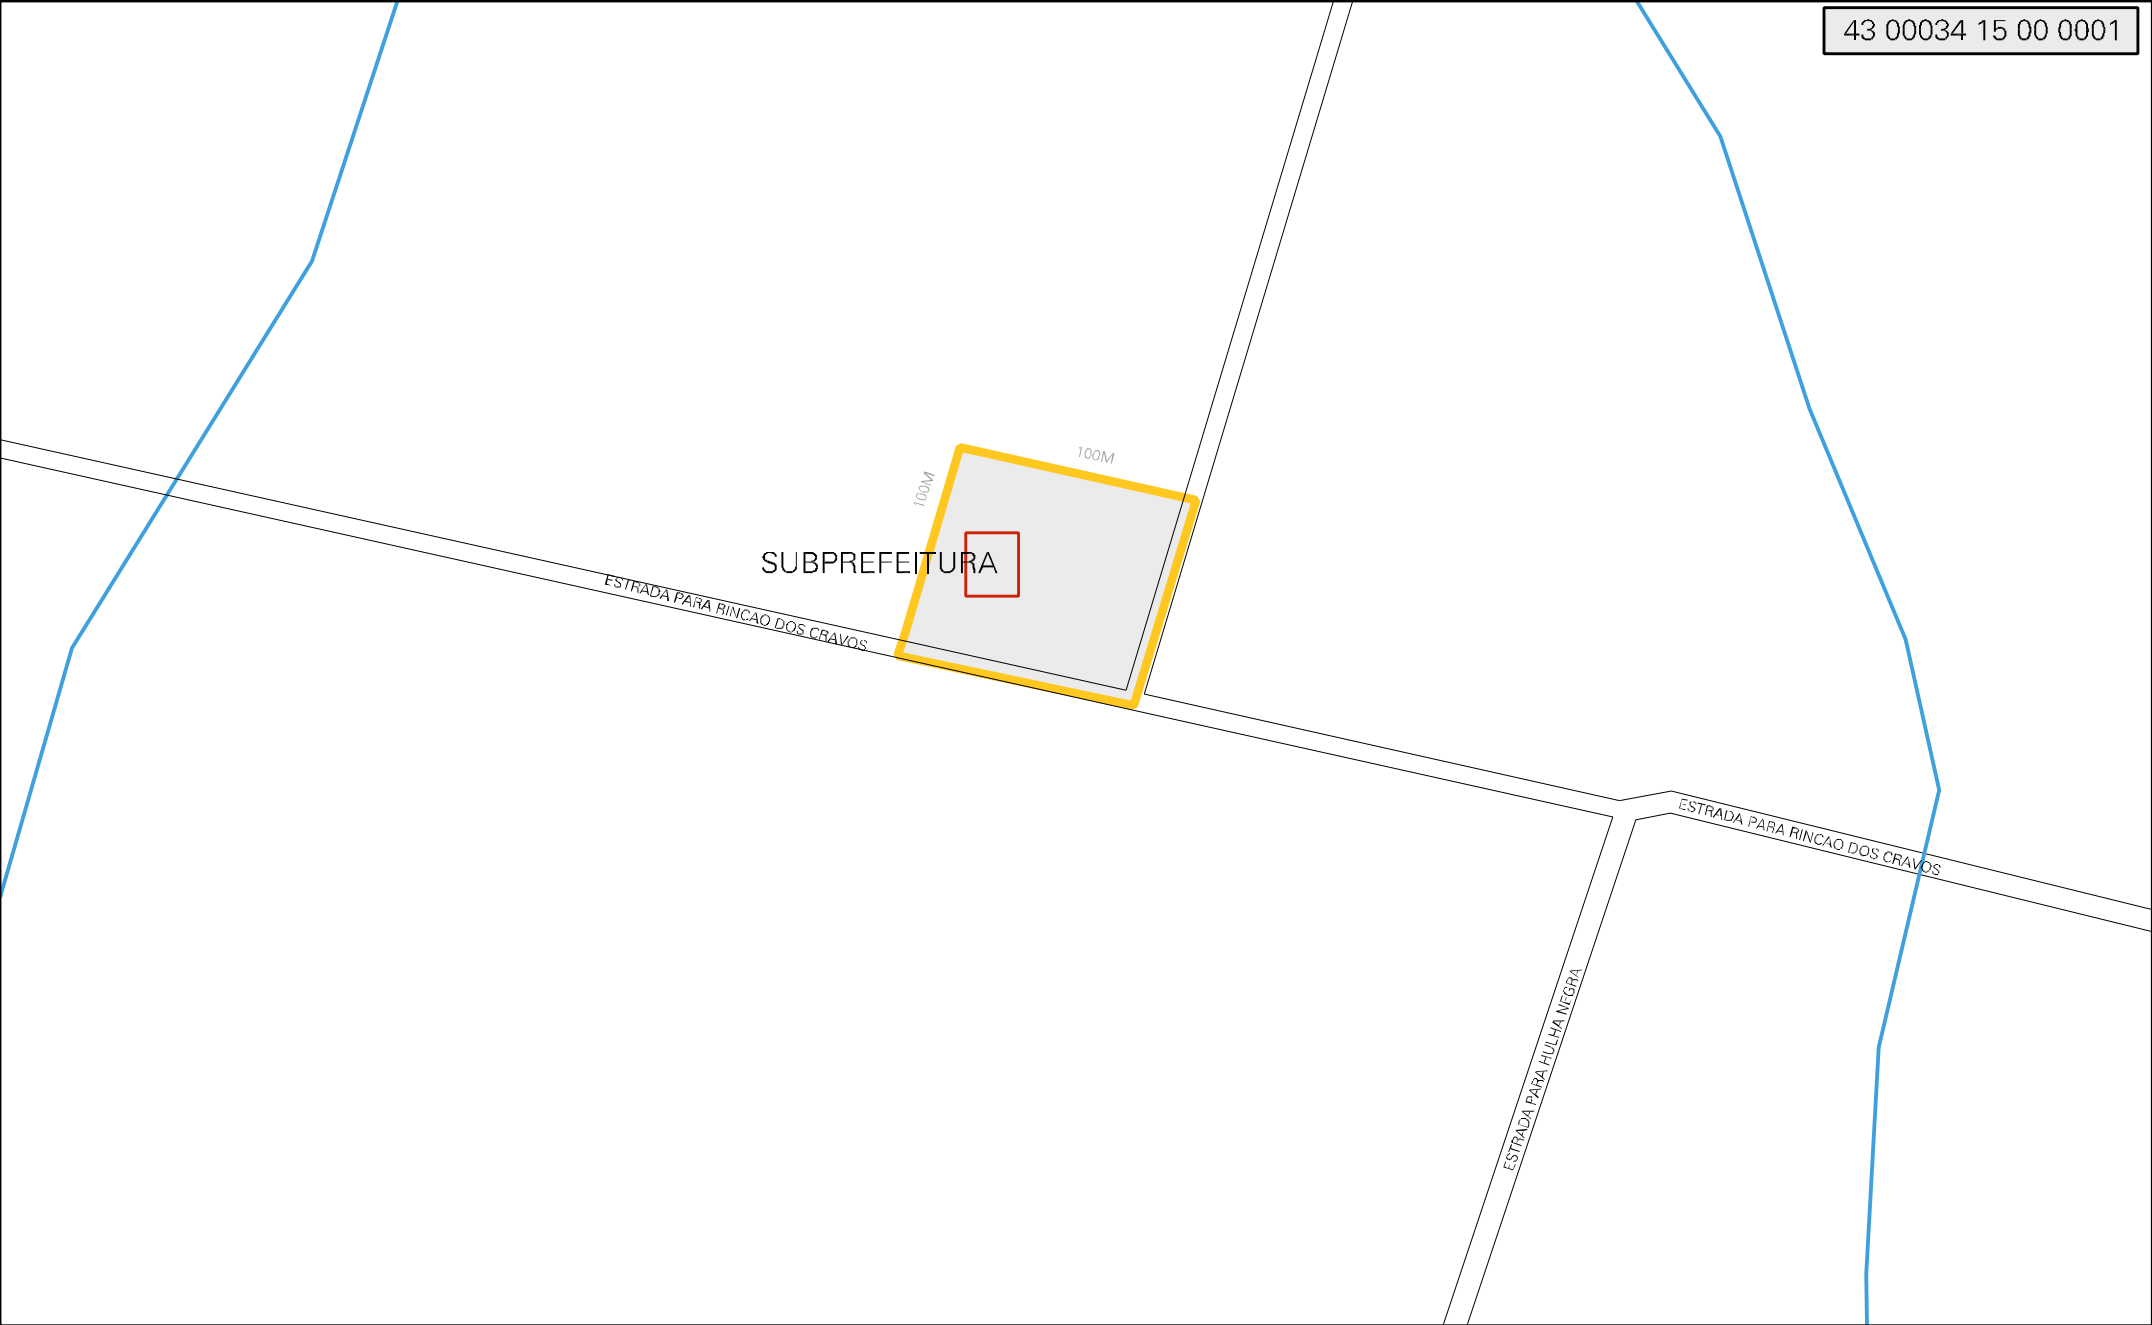 43 00034 15 00 0001
100M
100M
SUBPREFEITURA
ESTRADA PARA RINCAO DOS CRAVOS
ESTRADA PARA RINCAO DOS CRAVOS
ESTRADA PARA HULHA NEGRA